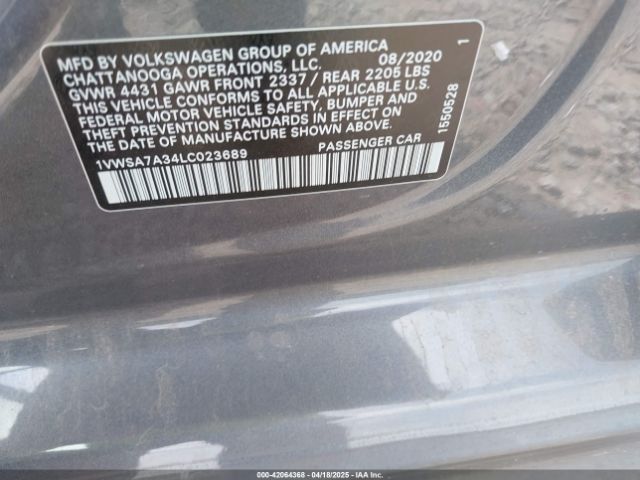 MFD BY VOLKSWAGEN GROUP OF AMERICA 08/2020 1
CHATTANOOGA OPERATIONS, LLC.
GVWR 4431 GAWR FRONT 2337 / REAR 2205 LBS
THIS VEHICLE CONFORMS TO ALL APPLICABLE U.S.
FEDERAL MOTOR VEHICLE SAFETY, BUMPER AND
THEFT PREVENTION STANDARDS IN EFFECT ON
THE DATE OF MANUFACTURE SHOWN ABOVE.
1VWSA7A34LC023689 PASSENGER CAR
1550528
000-42064368 - 04/18/2025 - IAAI.COM